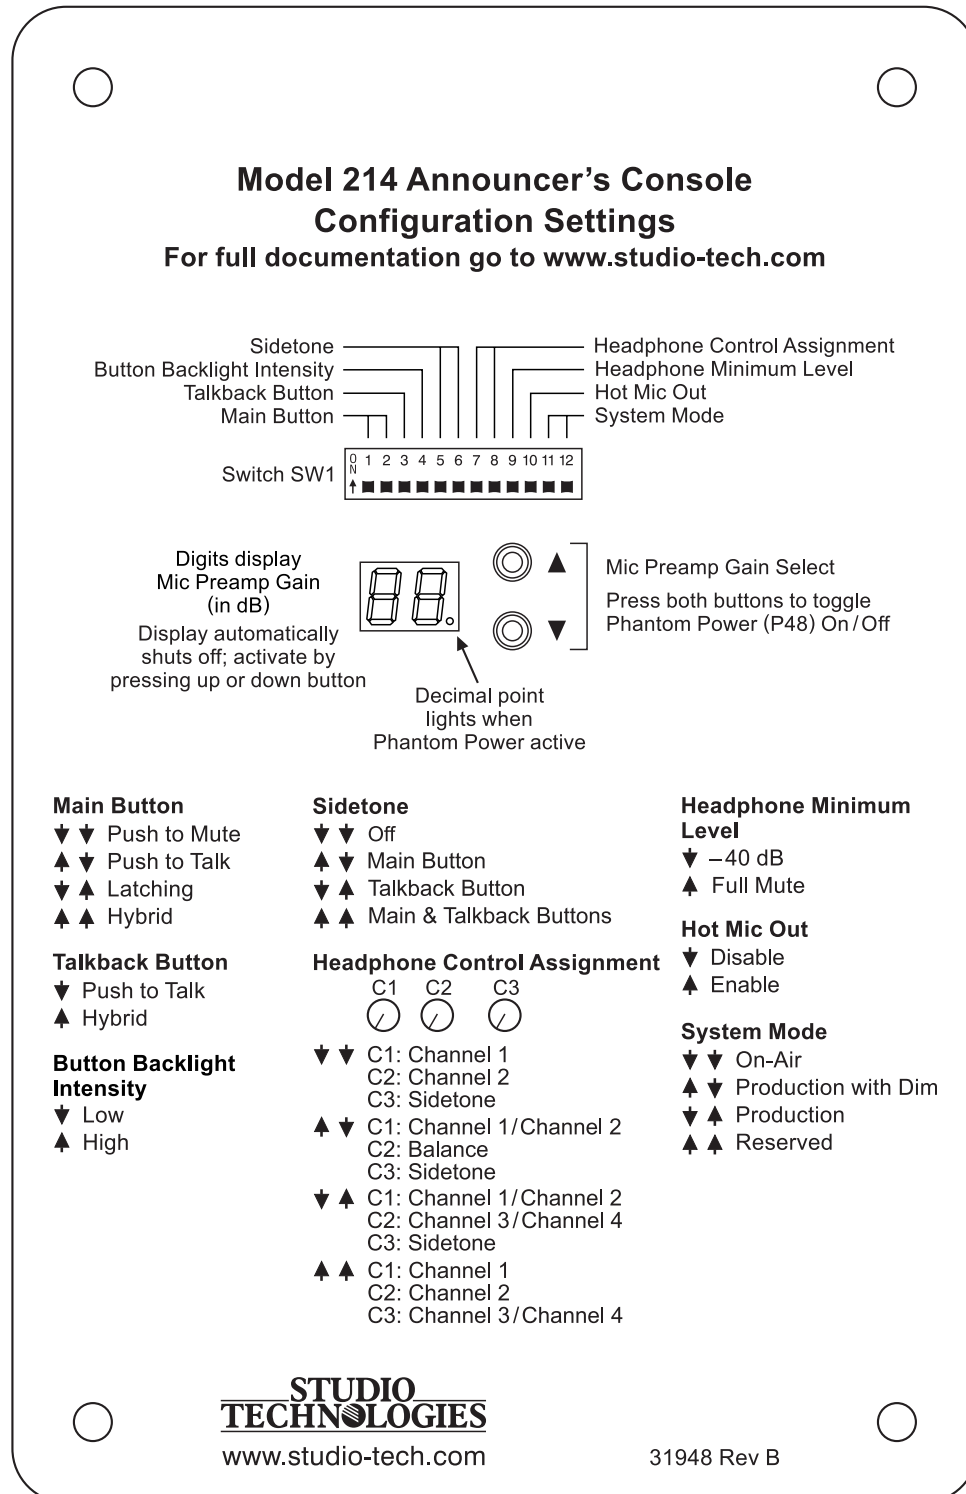 Model 214 Announcer's Console
Configuration Settings
For full documentation go to www.studio-tech.com
Sidetone
Button Backlight Intensity
Talkback Button
Main Button
Headphone Control Assignment
Headphone Minimum Level
Hot Mic Out
System Mode
Switch SW1
ON 1 2 3 4 5 6 7 8 9 10 11 12
Digits display
Mic Preamp Gain
(in dB)
Display automatically
shuts off; activate by
pressing up or down button
88.
▲
▼
Mic Preamp Gain Select
Press both buttons to toggle
Phantom Power (P48) On/Off
Decimal point
lights when
Phantom Power active
Main Button
Push to Mute
Push to Talk
Latching
Hybrid
Talkback Button
Push to Talk
Hybrid
Button Backlight
Intensity
Low
High
Sidetone
Off
Main Button
Talkback Button
Main & Talkback Buttons
Headphone Control Assignment
C1 C2 C3
C1: Channel 1
C2: Channel 2
C3: Sidetone
C1: Channel 1/Channel 2
C2: Balance
C3: Sidetone
C1: Channel 1/Channel 2
C2: Channel 3/Channel 4
C3: Sidetone
C1: Channel 1
C2: Channel 2
C3: Channel 3/Channel 4
Headphone Minimum
Level
–40 dB
Full Mute
Hot Mic Out
Disable
Enable
System Mode
On-Air
Production with Dim
Production
Reserved
STUDIO
TECHNOLOGIES
www.studio-tech.com
31948 Rev B